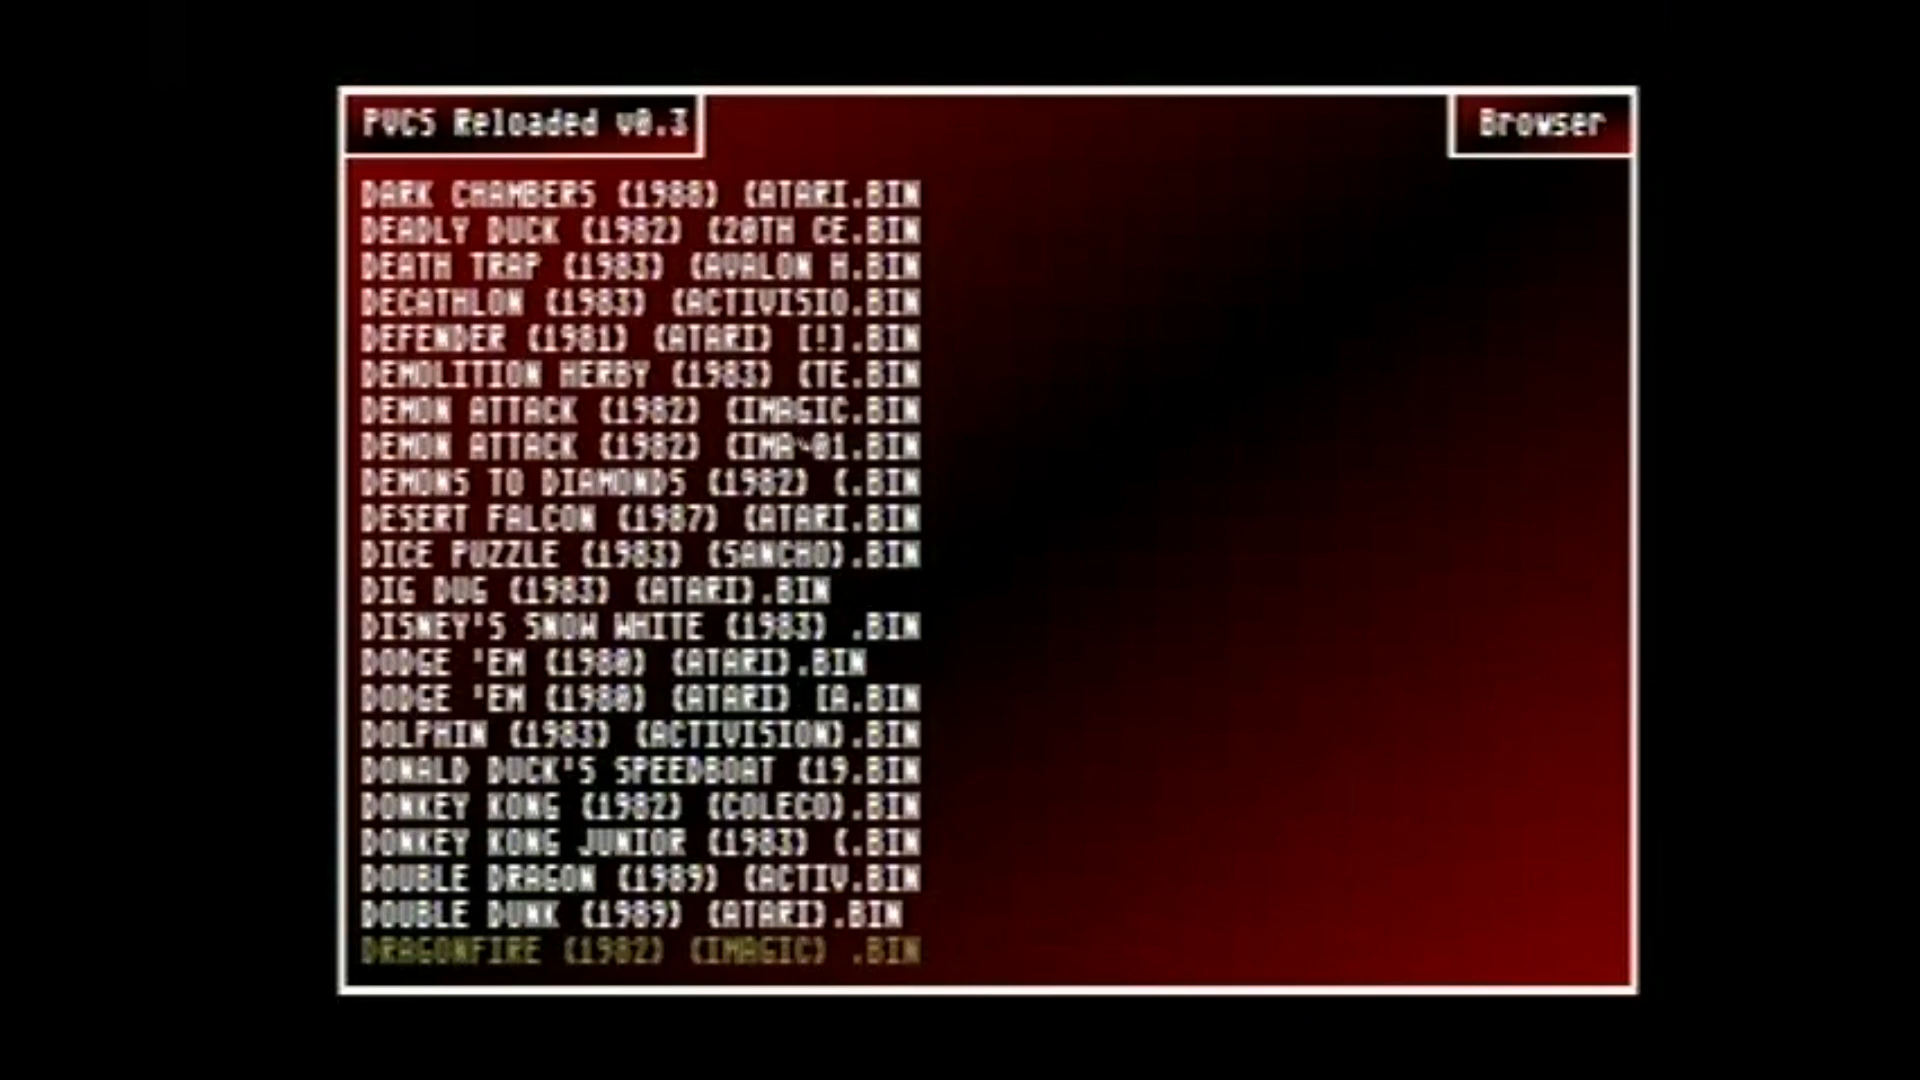 PVCS Reloaded v0.3
Browser
DARK CHAMBERS (1988) (ATARI.BIN
DEADLY DUCK (1982) (20TH CE.BIN
DEATH TRAP (1983) (AVALON H.BIN
DECATHLON (1983) (ACTIVISIO.BIN
DEFENDER (1981) (ATARI) [!].BIN
DEMOLITION HERBY (1983) (TE.BIN
DEMON ATTACK (1982) (IMAGIC.BIN
DEMON ATTACK (1982) (IMA~01.BIN
DEMONS TO DIAMONDS (1982) (.BIN
DESERT FALCON (1987) (ATARI.BIN
DICE PUZZLE (1983) (SANCHO).BIN
DIG DUG (1983) (ATARI).BIN
DISNEY'S SNOW WHITE (1983) .BIN
DODGE 'EM (1980) (ATARI).BIN
DODGE 'EM (1980) (ATARI) [A.BIN
DOLPHIN (1983) (ACTIVISION).BIN
DONALD DUCK'S SPEEDBOAT (19.BIN
DONKEY KONG (1982) (COLECO).BIN
DONKEY KONG JUNIOR (1983) (.BIN
DOUBLE DRAGON (1989) (ACTIV.BIN
DOUBLE DUNK (1989) (ATARI).BIN
DRAGONFIRE (1982) (IMAGIC) .BIN